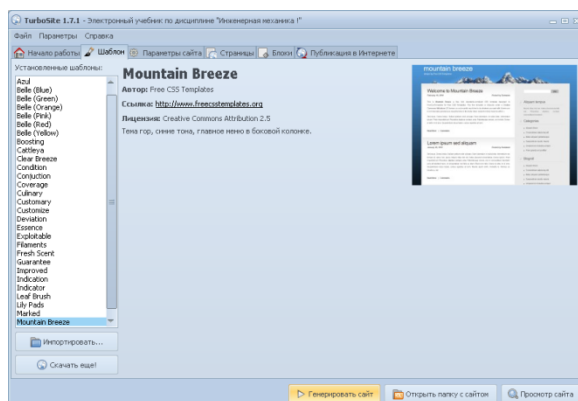 TurboSite 1.7.1 - Электронный учебник по дисциплине "Инженерная механика !"
Файл Параметры Справка
Начало работы Шаблон Параметры сайта Страницы Блоки Публикация в Интернете
Установленные шаблоны:
Azul
Belle (Blue)
Belle (Green)
Belle (Orange)
Belle (Pink)
Belle (Red)
Belle (Yellow)
Boosting
Cattleya
Clear Breeze
Condition
Conjuction
Coverage
Culinary
Customary
Customize
Deviation
Essence
Exploitable
Filaments
Fresh Scent
Guarantee
Improved
Indication
Indicator
Leaf Brush
Lily Pads
Marked
Mountain Breeze
Импортировать...
Скачать еще!
Mountain Breeze
Автор: Free CSS Templates
Ссылка: http://www.freecsstemplates.org
Лицензия: Creative Commons Attribution 2.5
Тема гор, синие тона, главное меню в боковой колонке.
mountain breeze
Welcome to Mountain Breeze
Lorem ipsum sed aliquam
Генерировать сайт
Открыть папку с сайтом
Просмотр сайта